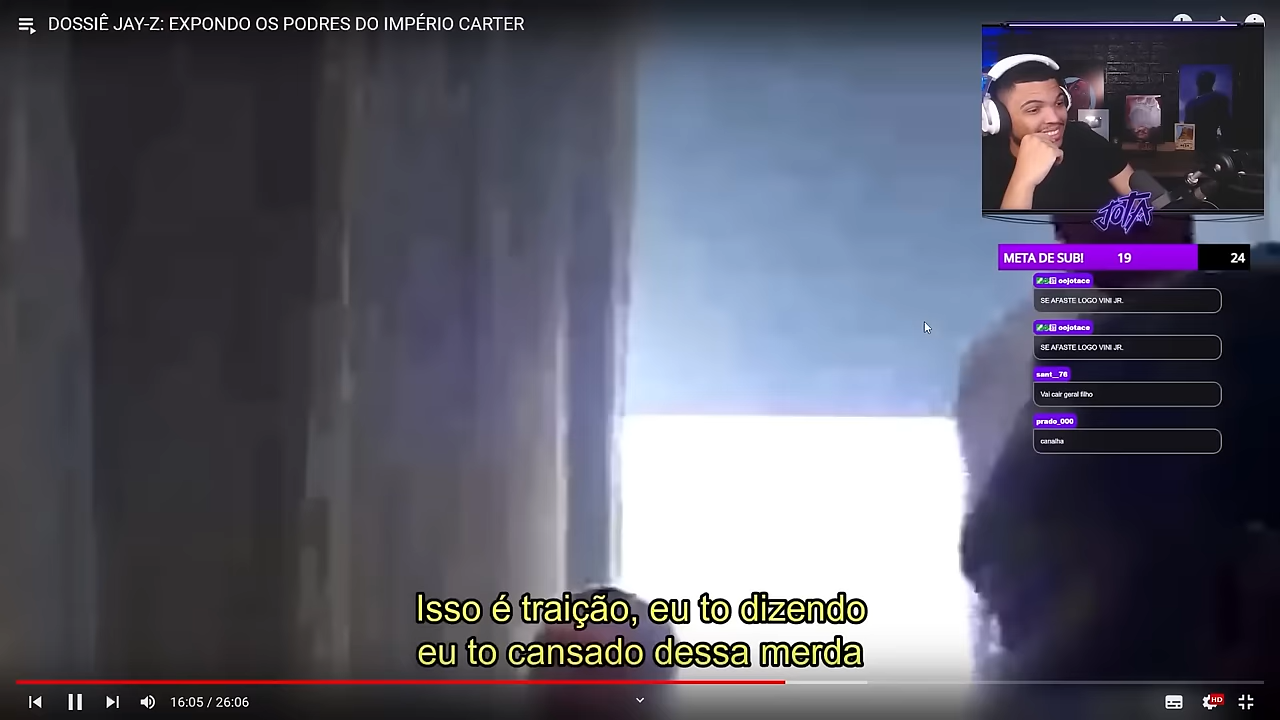 DOSSIÊ JAY-Z: EXPONDO OS PODRES DO IMPÉRIO CARTER
JOTA
META DE SUB! 19 24
oojotace
SE AFASTE LOGO VINI JR.
oojotace
SE AFASTE LOGO VINI JR.
sant__76
Vai cair geral filho
prado_000
canalha
Isso é traição, eu to dizendo
eu to cansado dessa merda
16:05 / 26:06
HD